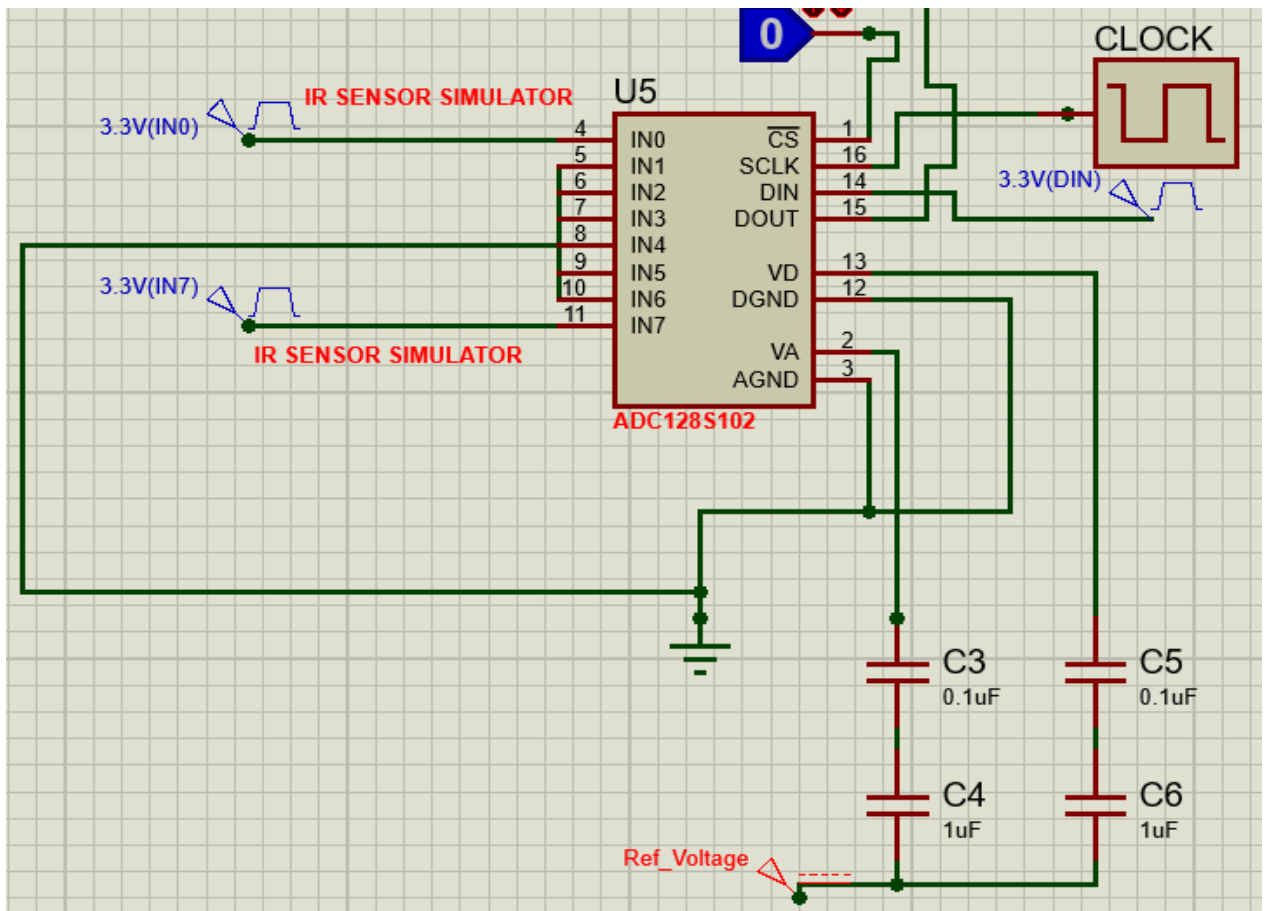 0
CLOCK
IR SENSOR SIMULATOR
U5
3.3V(IN0)
4 IN0 CS 1
5 IN1 SCLK 16
6 IN2 DIN 14
7 IN3 DOUT 15
8 IN4
9 IN5 VD 13
10 IN6 DGND 12
11 IN7
VA 2
AGND 3
3.3V(DIN)
3.3V(IN7)
IR SENSOR SIMULATOR
ADC128S102
C3
0.1uF
C5
0.1uF
C4
1uF
C6
1uF
Ref_Voltage